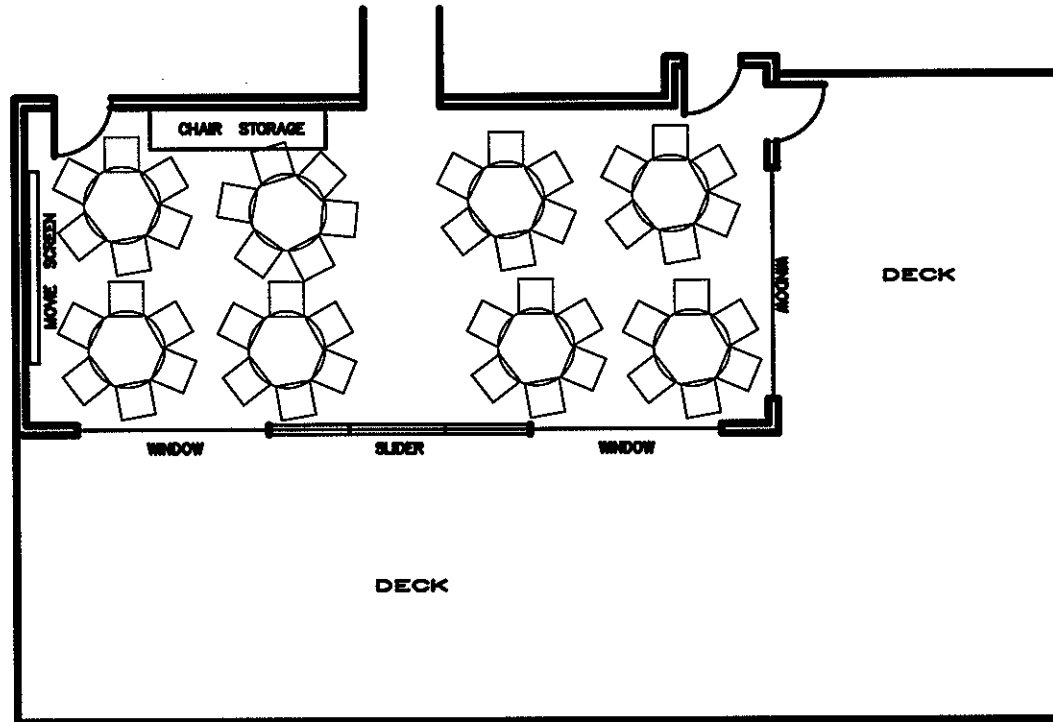 CHAIR STORAGE
MOVIE SCREEN
WINDOW
DECK
WINDOW
SLIDER
WINDOW
DECK